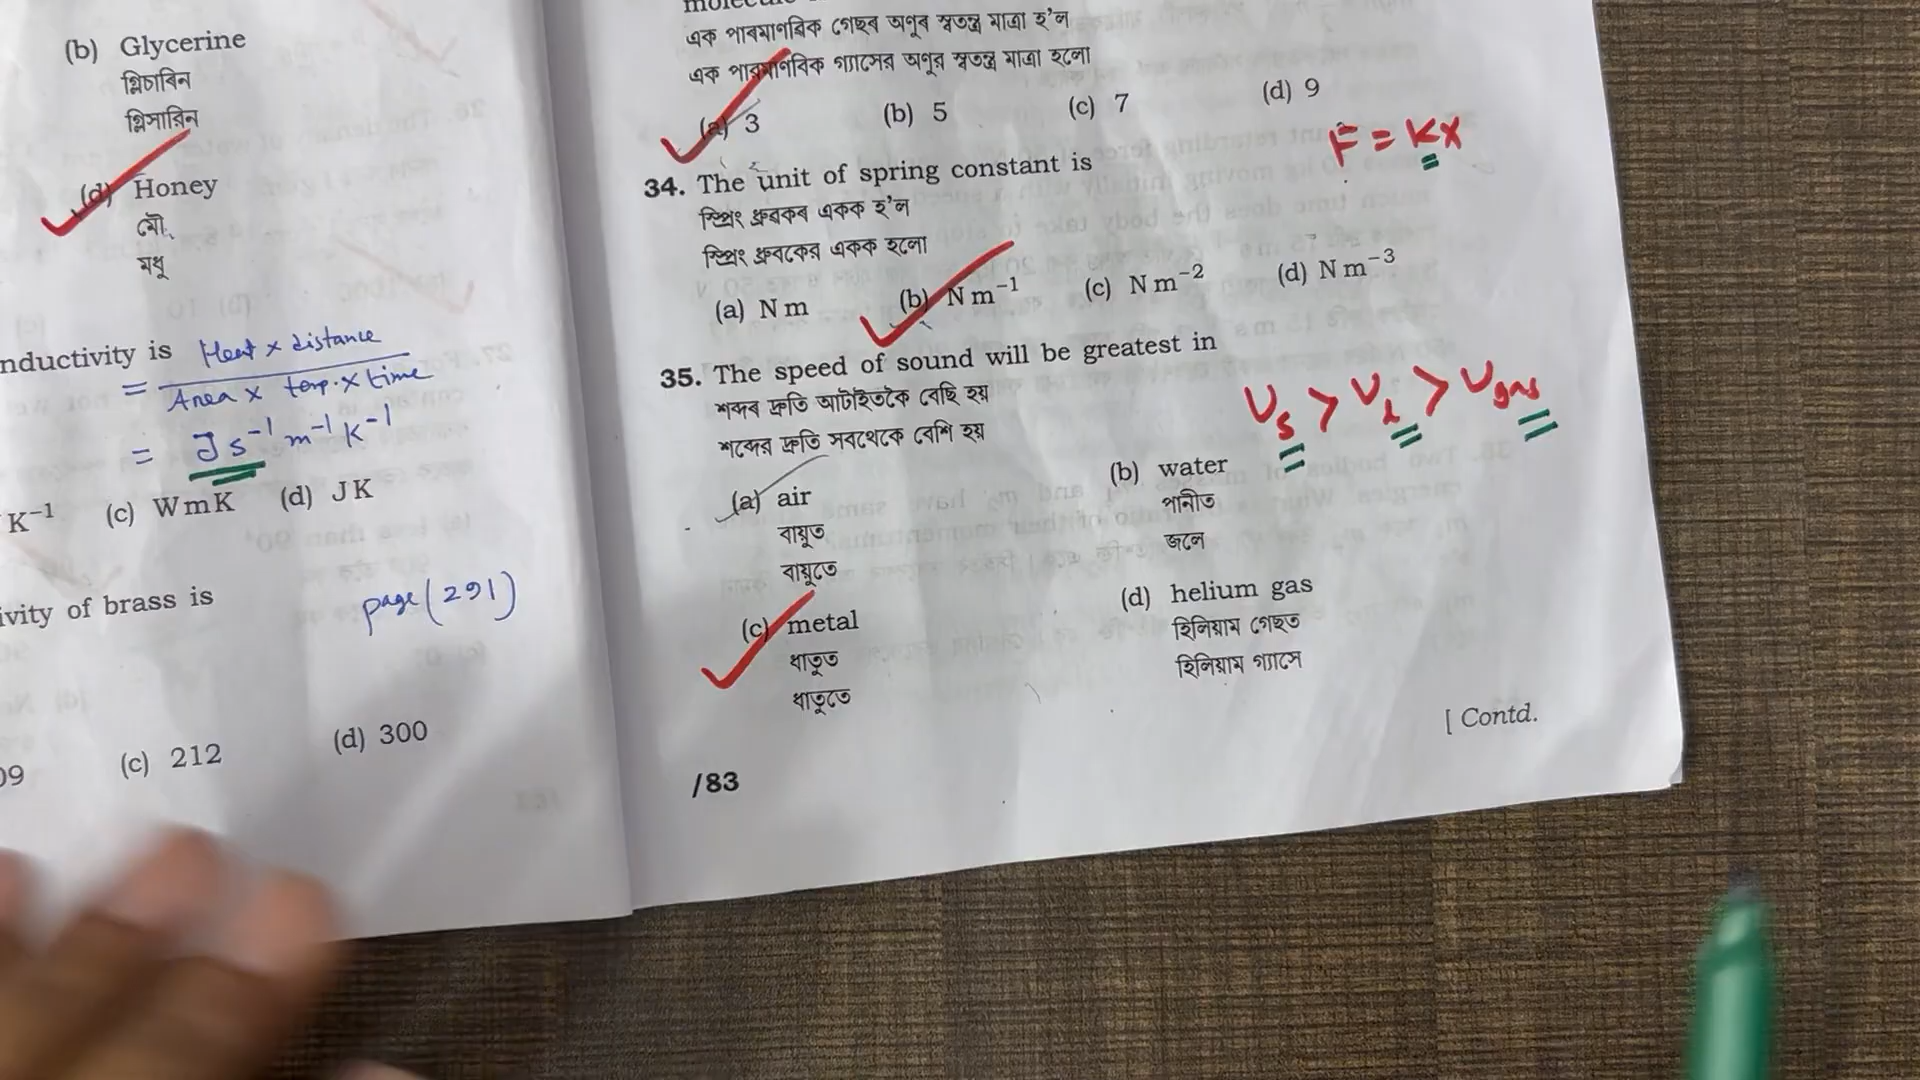 (b) Glycerine
গ্লিচাৰিন
গ্লিসারিন
(d) Honey
মৌ
মধু
nductivity is Heat × distance
= Area × temp. × time
= J s⁻¹ m⁻¹ K⁻¹
K⁻¹ (c) W m K (d) J K
page (291)
ivity of brass is
09 (c) 212 (d) 300
এক পাৰমাণৱিক গেছৰ অণুৰ স্বতন্ত্র মাত্রা হ'ল
এক পারমাণবিক গ্যাসের অণুর স্বতন্ত্র মাত্রা হলো
(a) 3 (b) 5 (c) 7 (d) 9
F = Kx
34. The unit of spring constant is
স্প্রিং ধ্ৰুৱকৰ একক হ'ল
স্প্রিং ধ্রুবকের একক হলো
(a) N m (b) N m⁻¹ (c) N m⁻² (d) N m⁻³
35. The speed of sound will be greatest in
শব্দৰ দ্রুতি আটাইতকৈ বেছি হয়
শব্দের দ্রুতি সবথেকে বেশি হয়
υs > υl > υgas
(a) air (b) water
বায়ুত পানীত
বায়ুতে জলে
(c) metal (d) helium gas
ধাতুত হিলিয়াম গেছত
ধাতুতে হিলিয়াম গ্যাসে
[ Contd.
/83